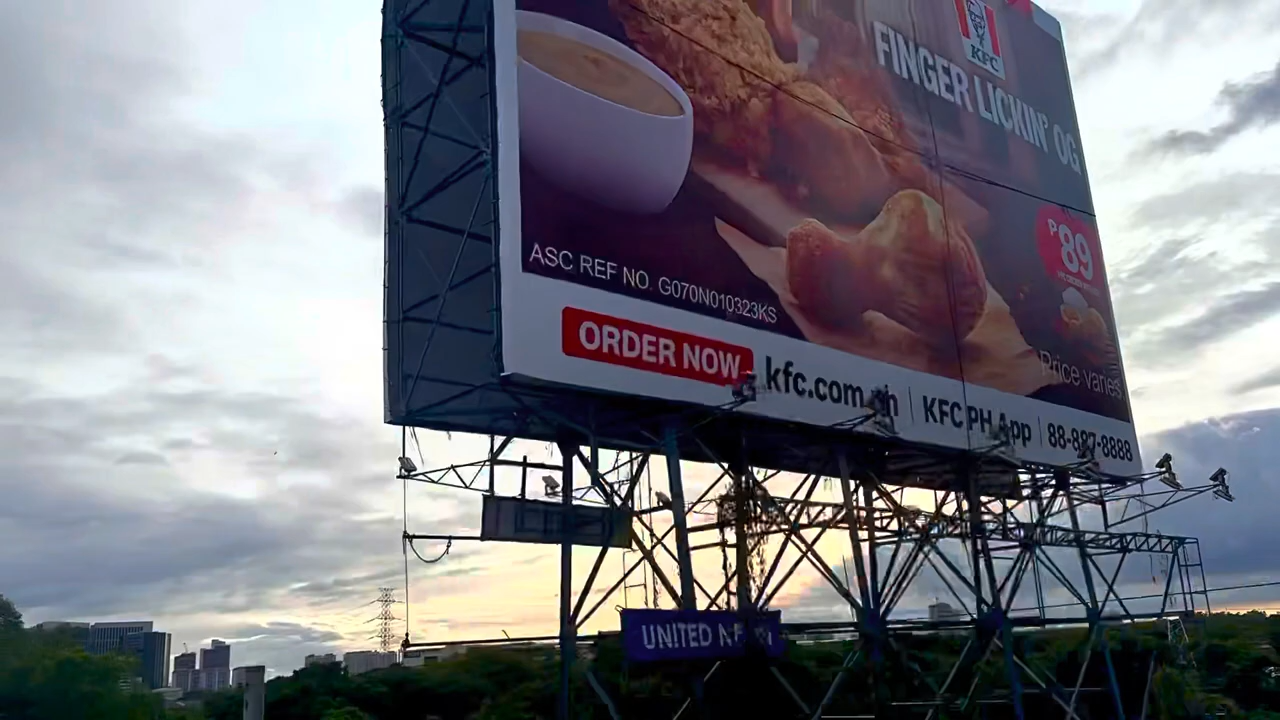 KFC
FINGER LICKIN' OG
₱89
ASC REF NO. G070N010323KS
Price varies
ORDER NOW kfc.com.ph | KFC PH App | 88-887-8888
UNITED